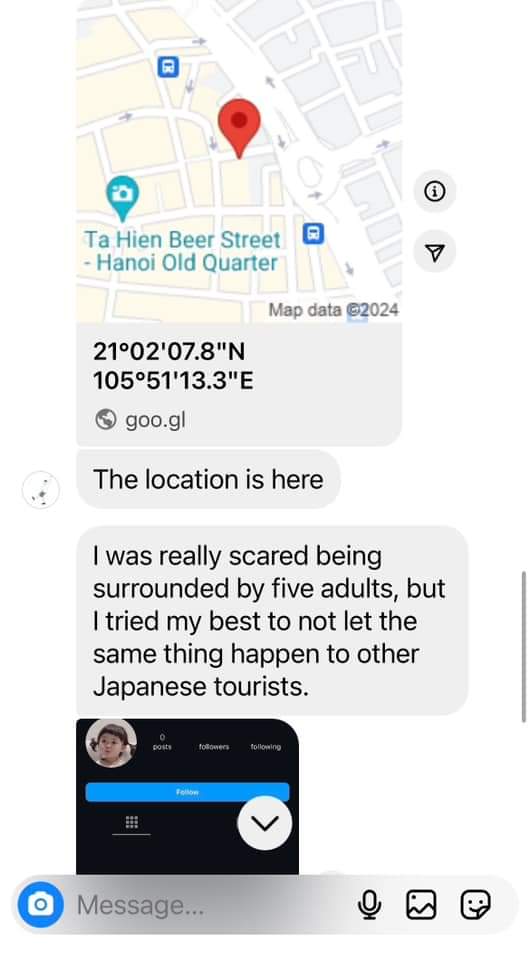 Ta Hien Beer Street
- Hanoi Old Quarter
Map data ©2024
21°02'07.8"N
105°51'13.3"E
goo.gl
The location is here
I was really scared being
surrounded by five adults, but
I tried my best to not let the
same thing happen to other
Japanese tourists.
0
posts
followers
following
Follow
Message...